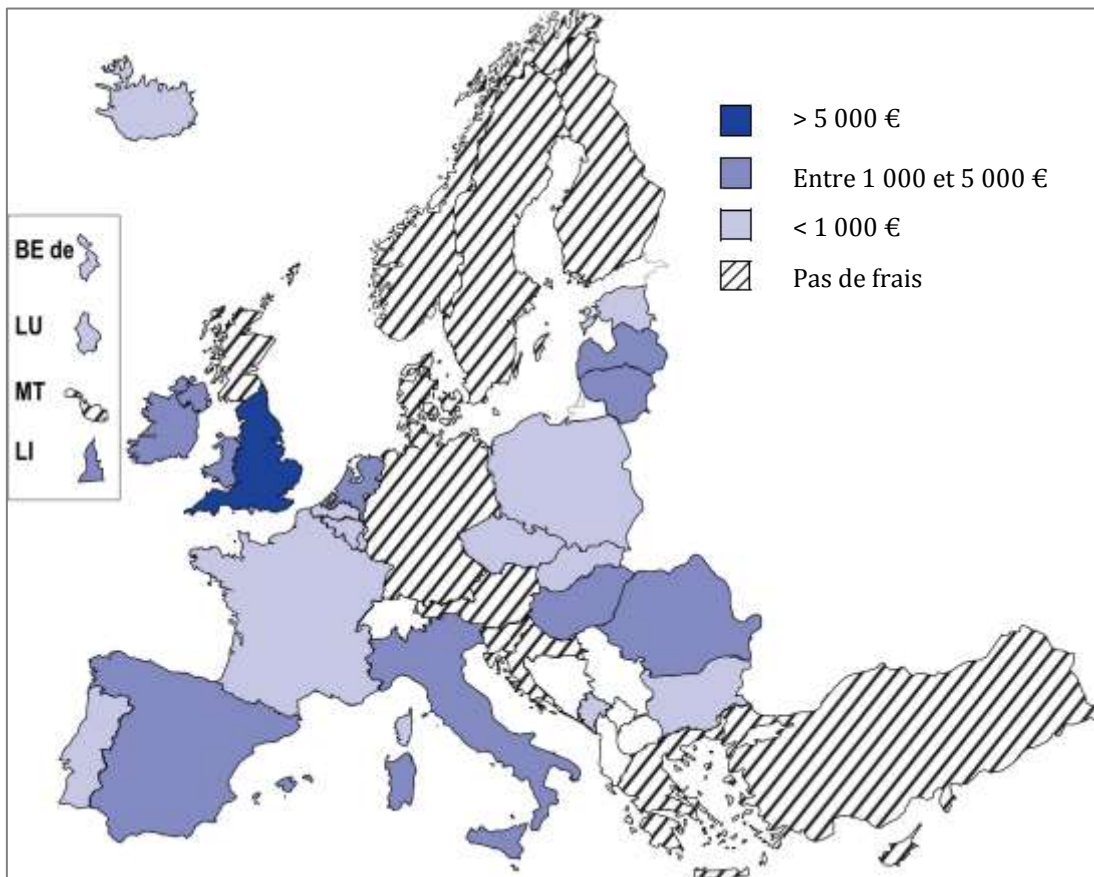 > 5 000 €
Entre 1 000 et 5 000 €
< 1 000 €
Pas de frais
BE de
LU
MT
LI